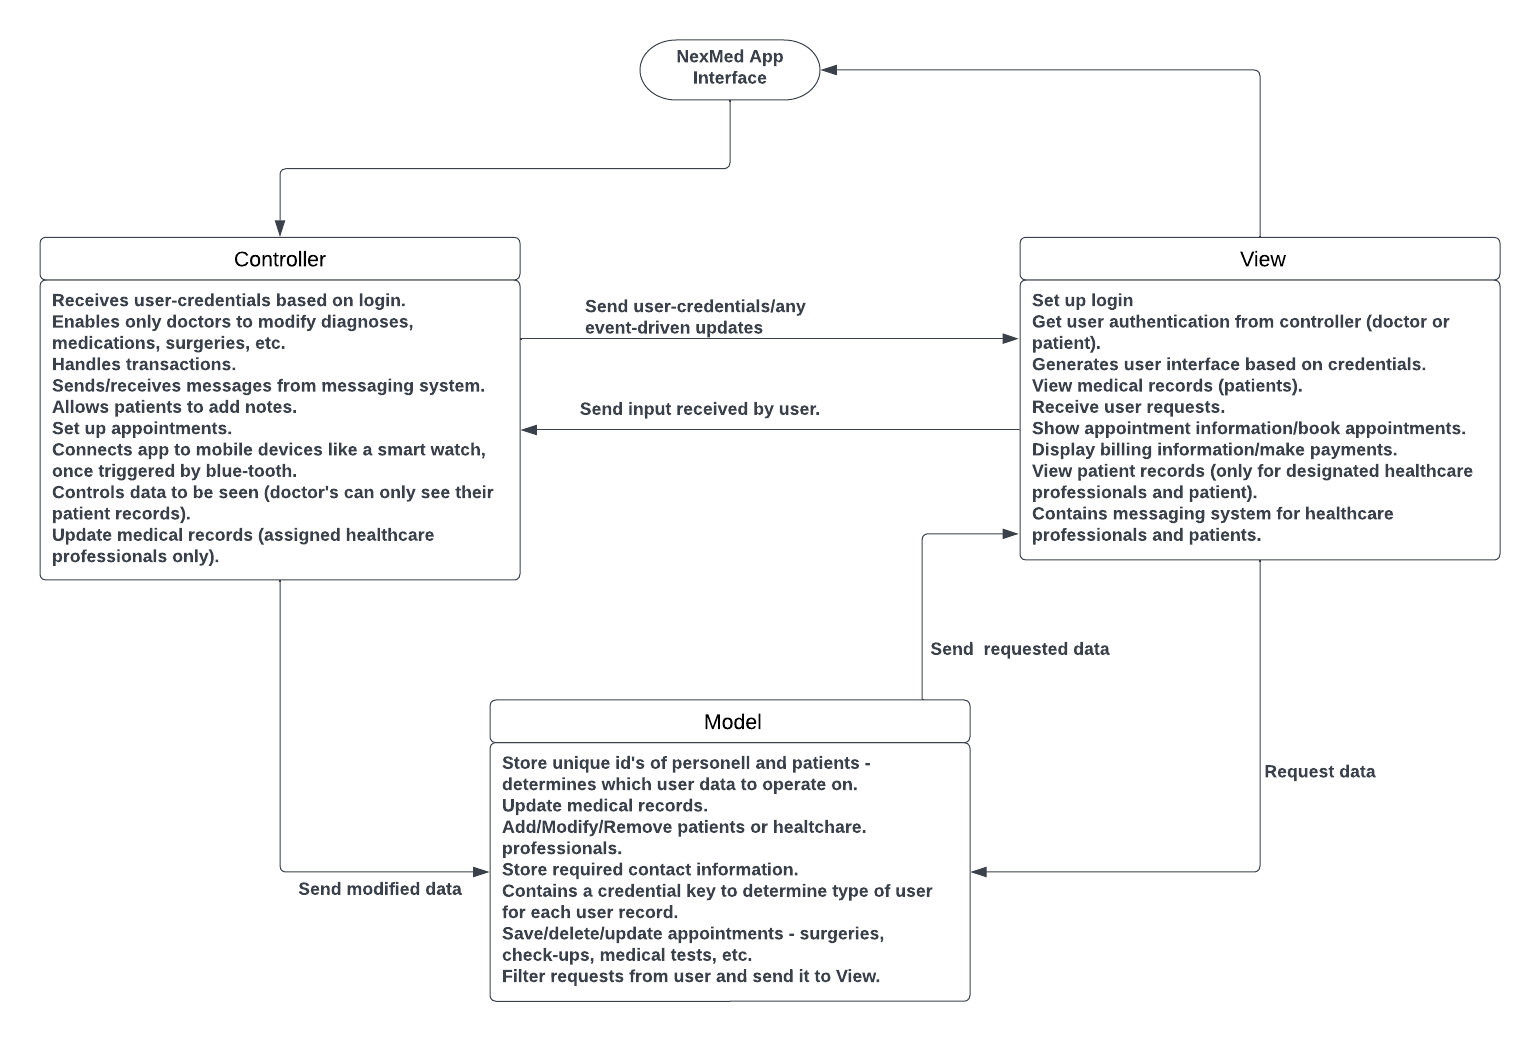 NexMed App
Interface
Controller
Receives user-credentials based on login.
Enables only doctors to modify diagnoses,
medications, surgeries, etc.
Handles transactions.
Sends/receives messages from messaging system.
Allows patients to add notes.
Set up appointments.
Connects app to mobile devices like a smart watch,
once triggered by blue-tooth.
Controls data to be seen (doctor's can only see their
patient records).
Update medical records (assigned healthcare
professionals only).
Send user-credentials/any
event-driven updates
Send input received by user.
View
Set up login
Get user authentication from controller (doctor or
patient).
Generates user interface based on credentials.
View medical records (patients).
Receive user requests.
Show appointment information/book appointments.
Display billing information/make payments.
View patient records (only for designated healthcare
professionals and patient).
Contains messaging system for healthcare
professionals and patients.
Send  requested data
Request data
Send modified data
Model
Store unique id's of personell and patients -
determines which user data to operate on.
Update medical records.
Add/Modify/Remove patients or healtchare.
professionals.
Store required contact information.
Contains a credential key to determine type of user
for each user record.
Save/delete/update appointments - surgeries,
check-ups, medical tests, etc.
Filter requests from user and send it to View.